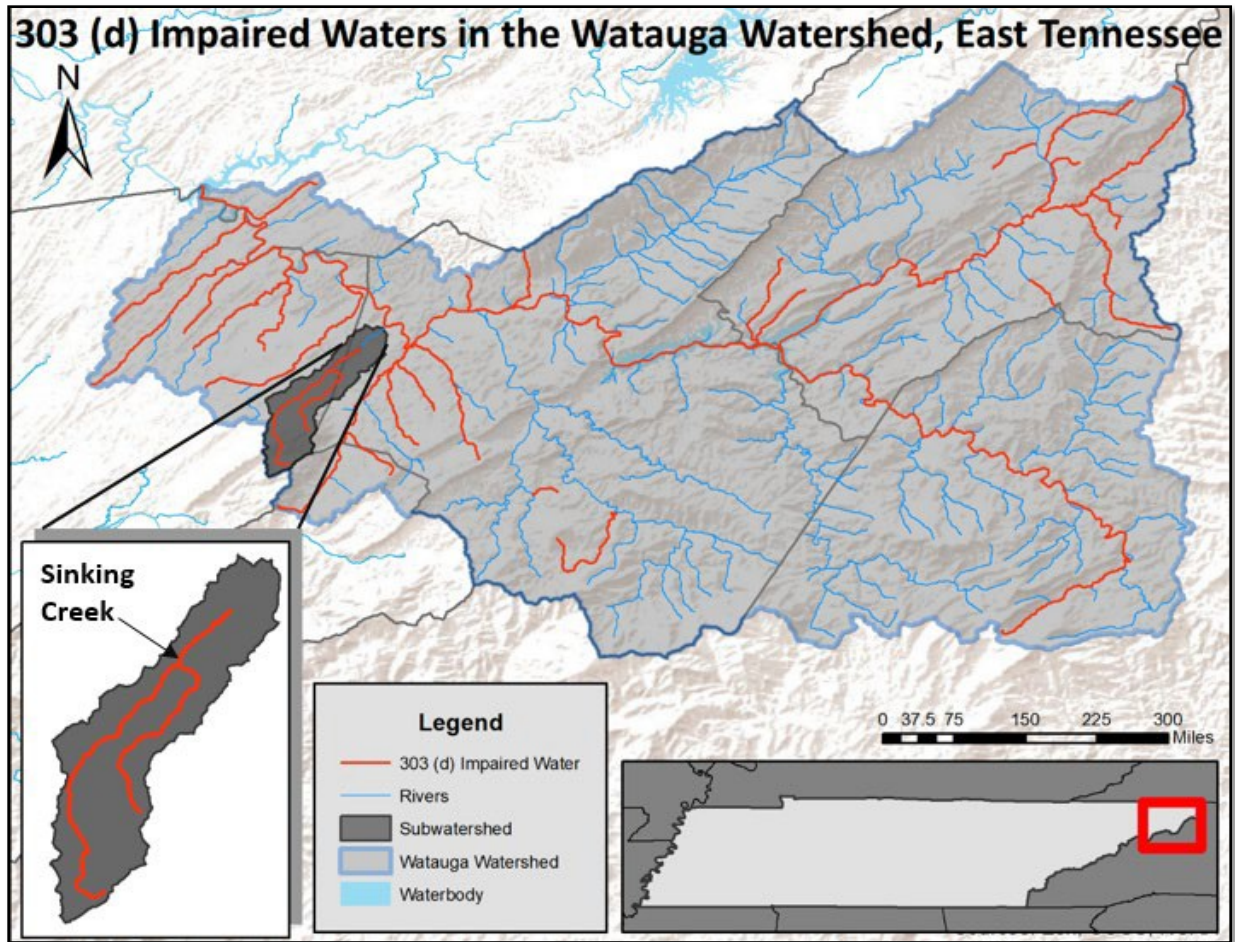 303 (d) Impaired Waters in the Watauga Watershed, East Tennessee
N
Sinking
Creek
Legend
303 (d) Impaired Water
Rivers
Subwatershed
Watauga Watershed
Waterbody
0 37.5 75 150 225 300
Miles